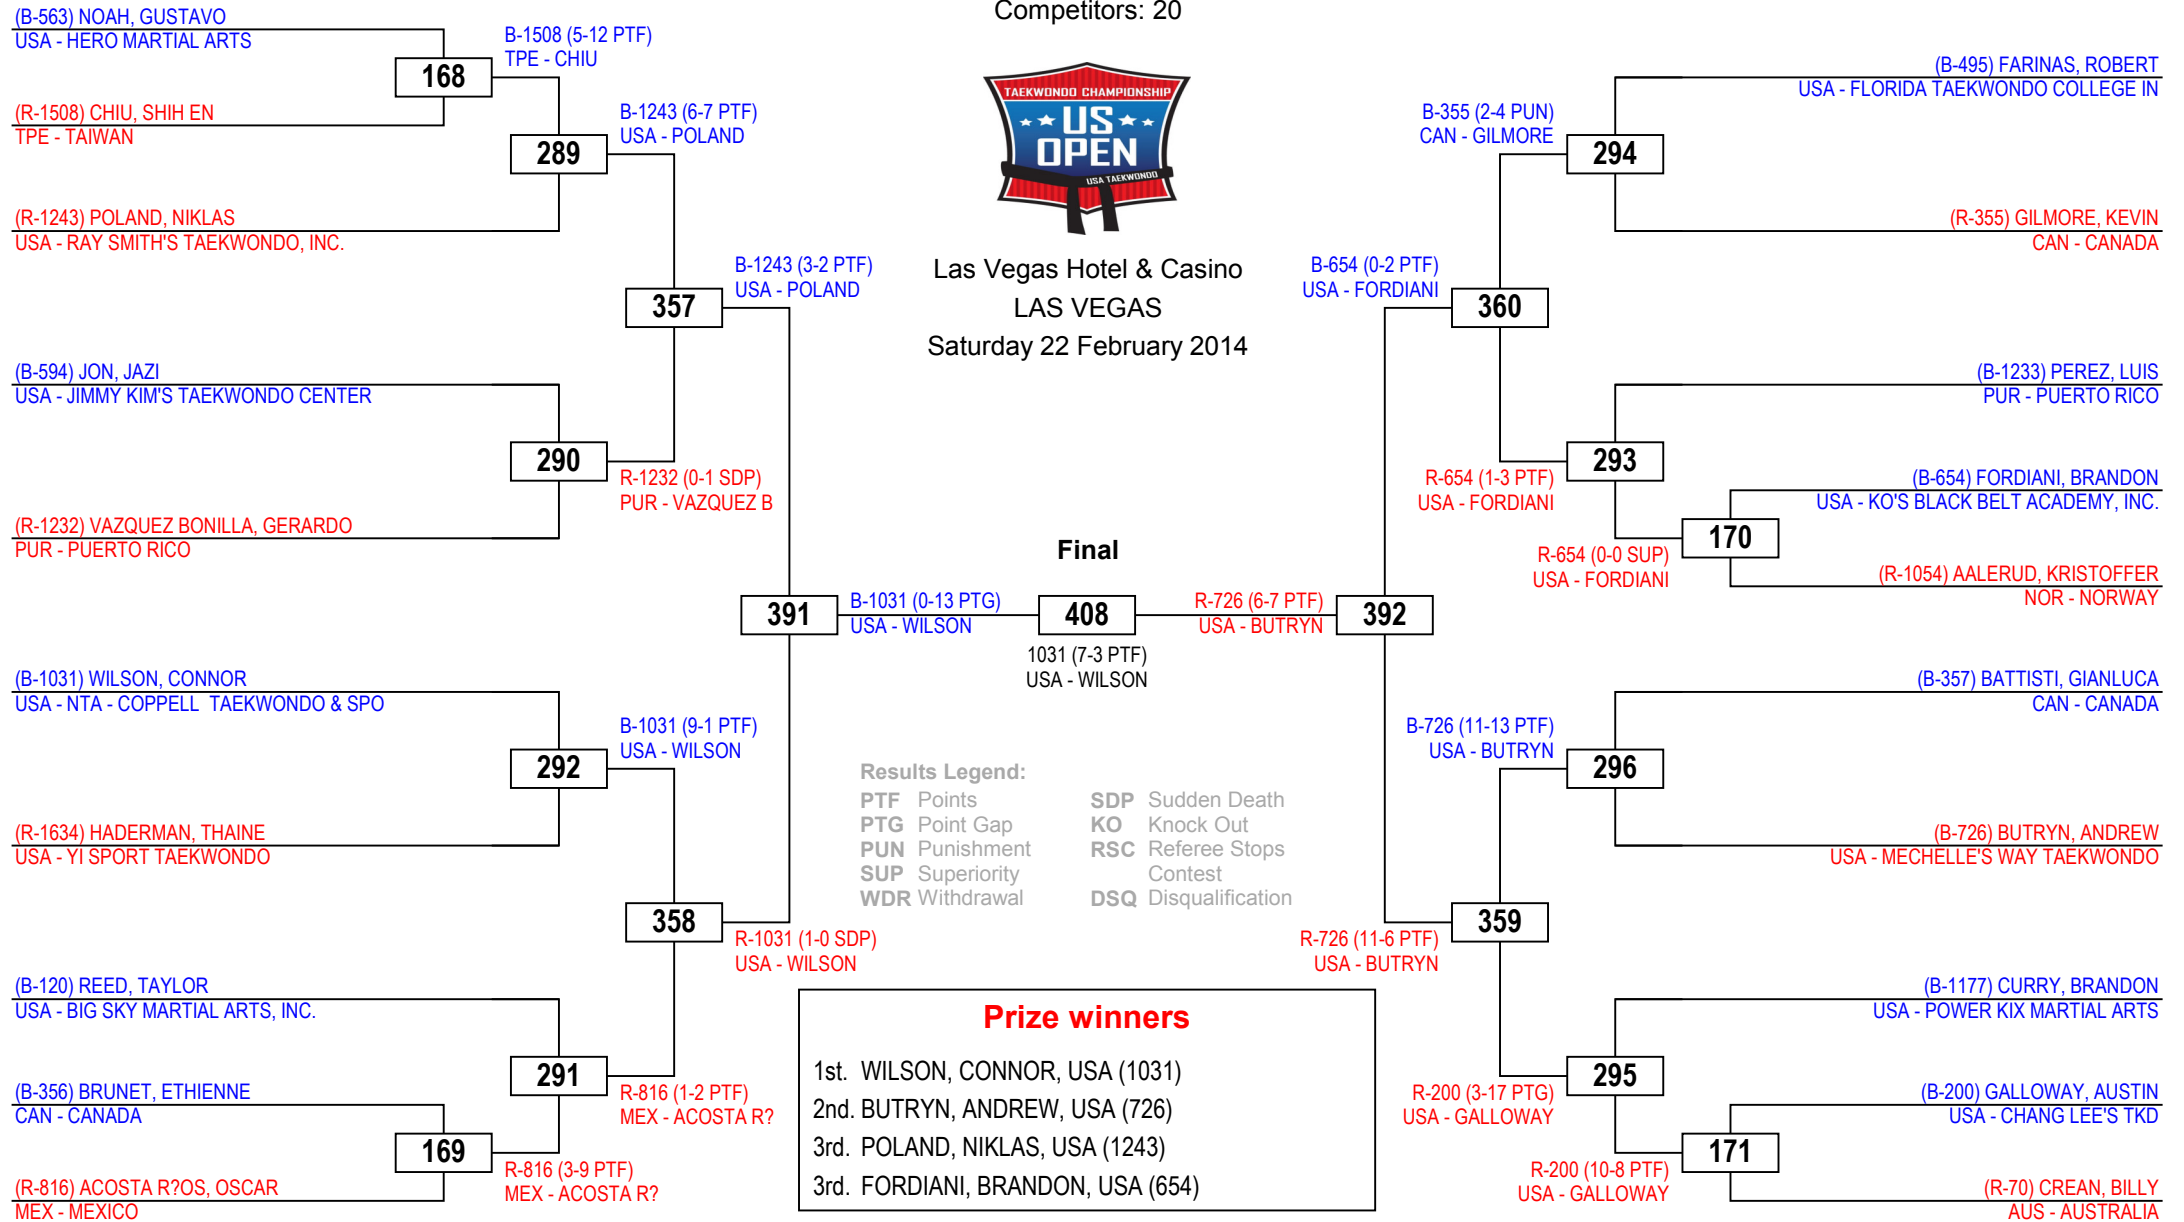 Competitors: 20
TAEKWONDO CHAMPIONSHIP
US
OPEN
USA TAEKWONDO
Las Vegas Hotel & Casino
LAS VEGAS
Saturday 22 February 2014
(B-563) NOAH, GUSTAVO
USA - HERO MARTIAL ARTS
168
(R-1508) CHIU, SHIH EN
TPE - TAIWAN
B-1508 (5-12 PTF)
TPE - CHIU
289
(R-1243) POLAND, NIKLAS
USA - RAY SMITH'S TAEKWONDO, INC.
B-1243 (6-7 PTF)
USA - POLAND
357
B-1243 (3-2 PTF)
USA - POLAND
(B-594) JON, JAZI
USA - JIMMY KIM'S TAEKWONDO CENTER
290
R-1232 (0-1 SDP)
PUR - VAZQUEZ B
(R-1232) VAZQUEZ BONILLA, GERARDO
PUR - PUERTO RICO
391
B-1031 (0-13 PTG)
USA - WILSON
(B-1031) WILSON, CONNOR
USA - NTA - COPPELL  TAEKWONDO & SPO
292
B-1031 (9-1 PTF)
USA - WILSON
(R-1634) HADERMAN, THAINE
USA - YI SPORT TAEKWONDO
358
R-1031 (1-0 SDP)
USA - WILSON
(B-120) REED, TAYLOR
USA - BIG SKY MARTIAL ARTS, INC.
291
R-816 (1-2 PTF)
MEX - ACOSTA R?
(B-356) BRUNET, ETHIENNE
CAN - CANADA
169
R-816 (3-9 PTF)
MEX - ACOSTA R?
(R-816) ACOSTA R?OS, OSCAR
MEX - MEXICO
Final
408
1031 (7-3 PTF)
USA - WILSON
R-726 (6-7 PTF)
USA - BUTRYN
392
(B-495) FARINAS, ROBERT
USA - FLORIDA TAEKWONDO COLLEGE IN
B-355 (2-4 PUN)
CAN - GILMORE
294
(R-355) GILMORE, KEVIN
CAN - CANADA
B-654 (0-2 PTF)
USA - FORDIANI
360
(B-1233) PEREZ, LUIS
PUR - PUERTO RICO
293
R-654 (1-3 PTF)
USA - FORDIANI
(B-654) FORDIANI, BRANDON
USA - KO'S BLACK BELT ACADEMY, INC.
170
R-654 (0-0 SUP)
USA - FORDIANI
(R-1054) AALERUD, KRISTOFFER
NOR - NORWAY
(B-357) BATTISTI, GIANLUCA
CAN - CANADA
B-726 (11-13 PTF)
USA - BUTRYN
296
(B-726) BUTRYN, ANDREW
USA - MECHELLE'S WAY TAEKWONDO
359
R-726 (11-6 PTF)
USA - BUTRYN
(B-1177) CURRY, BRANDON
USA - POWER KIX MARTIAL ARTS
295
R-200 (3-17 PTG)
USA - GALLOWAY
(B-200) GALLOWAY, AUSTIN
USA - CHANG LEE'S TKD
171
R-200 (10-8 PTF)
USA - GALLOWAY
(R-70) CREAN, BILLY
AUS - AUSTRALIA
Results Legend:
PTF Points
PTG Point Gap
PUN Punishment
SUP Superiority
WDR Withdrawal
SDP Sudden Death
KO Knock Out
RSC Referee Stops
Contest
DSQ Disqualification
Prize winners
1st. WILSON, CONNOR, USA (1031)
2nd. BUTRYN, ANDREW, USA (726)
3rd. POLAND, NIKLAS, USA (1243)
3rd. FORDIANI, BRANDON, USA (654)